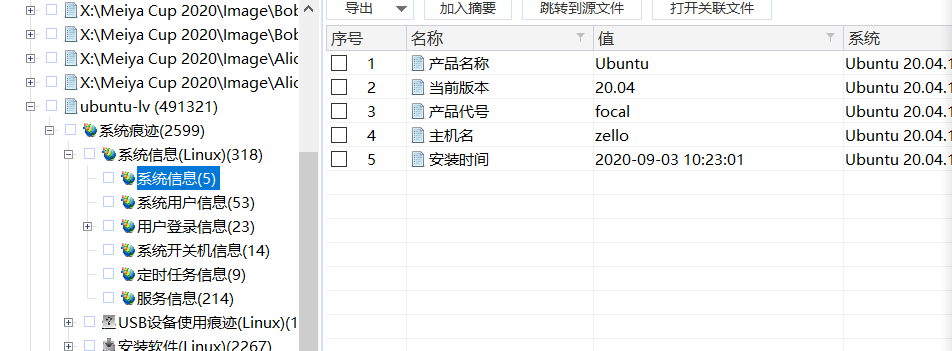 X:\Meiya Cup 2020\Image\Bob
X:\Meiya Cup 2020\Image\Bob
X:\Meiya Cup 2020\Image\Alic
X:\Meiya Cup 2020\Image\Alic
ubuntu-lv (491321)
系统痕迹(2599)
系统信息(Linux)(318)
系统信息(5)
系统用户信息(53)
用户登录信息(23)
系统开关机信息(14)
定时任务信息(9)
服务信息(214)
USB设备使用痕迹(Linux)(1
安装软件(Linux)(2267)
导出 加入摘要 跳转到源文件 打开关联文件
序号 名称 值 系统
1 产品名称 Ubuntu Ubuntu 20.04.1
2 当前版本 20.04 Ubuntu 20.04.1
3 产品代号 focal Ubuntu 20.04.1
4 主机名 zello Ubuntu 20.04.1
5 安装时间 2020-09-03 10:23:01 Ubuntu 20.04.1